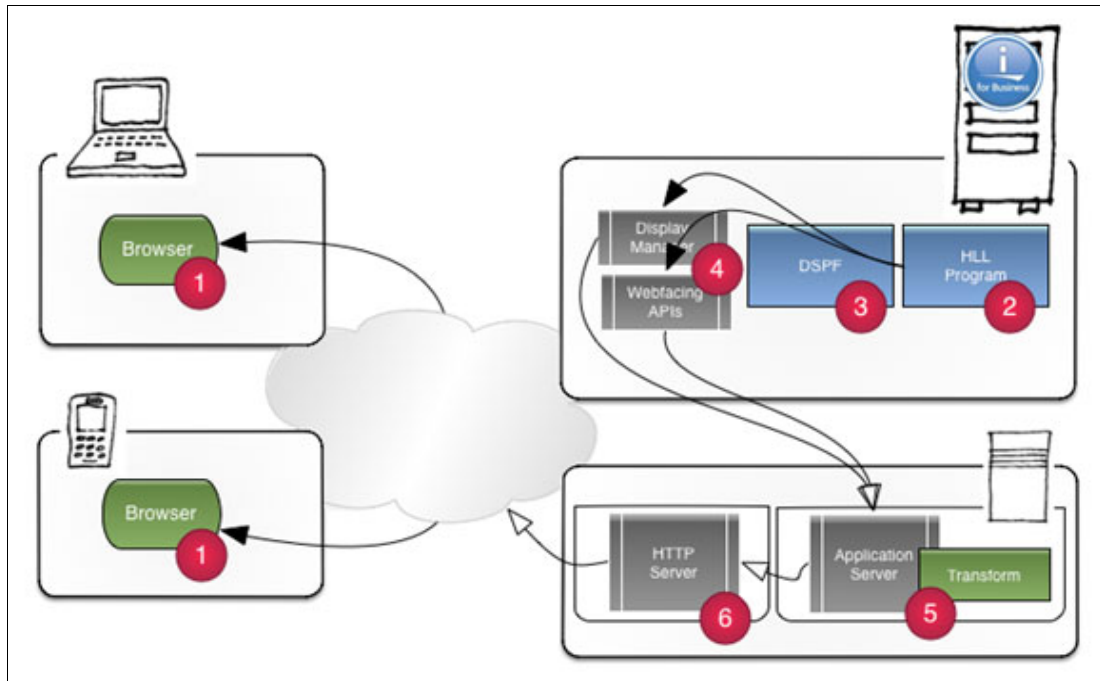 i
for Business
Browser
1
Display
Manager
4
Webfacing
APIs
DSPF
3
HLL
Program
2
Browser
1
HTTP
Server
6
Application
Server
5
Transform